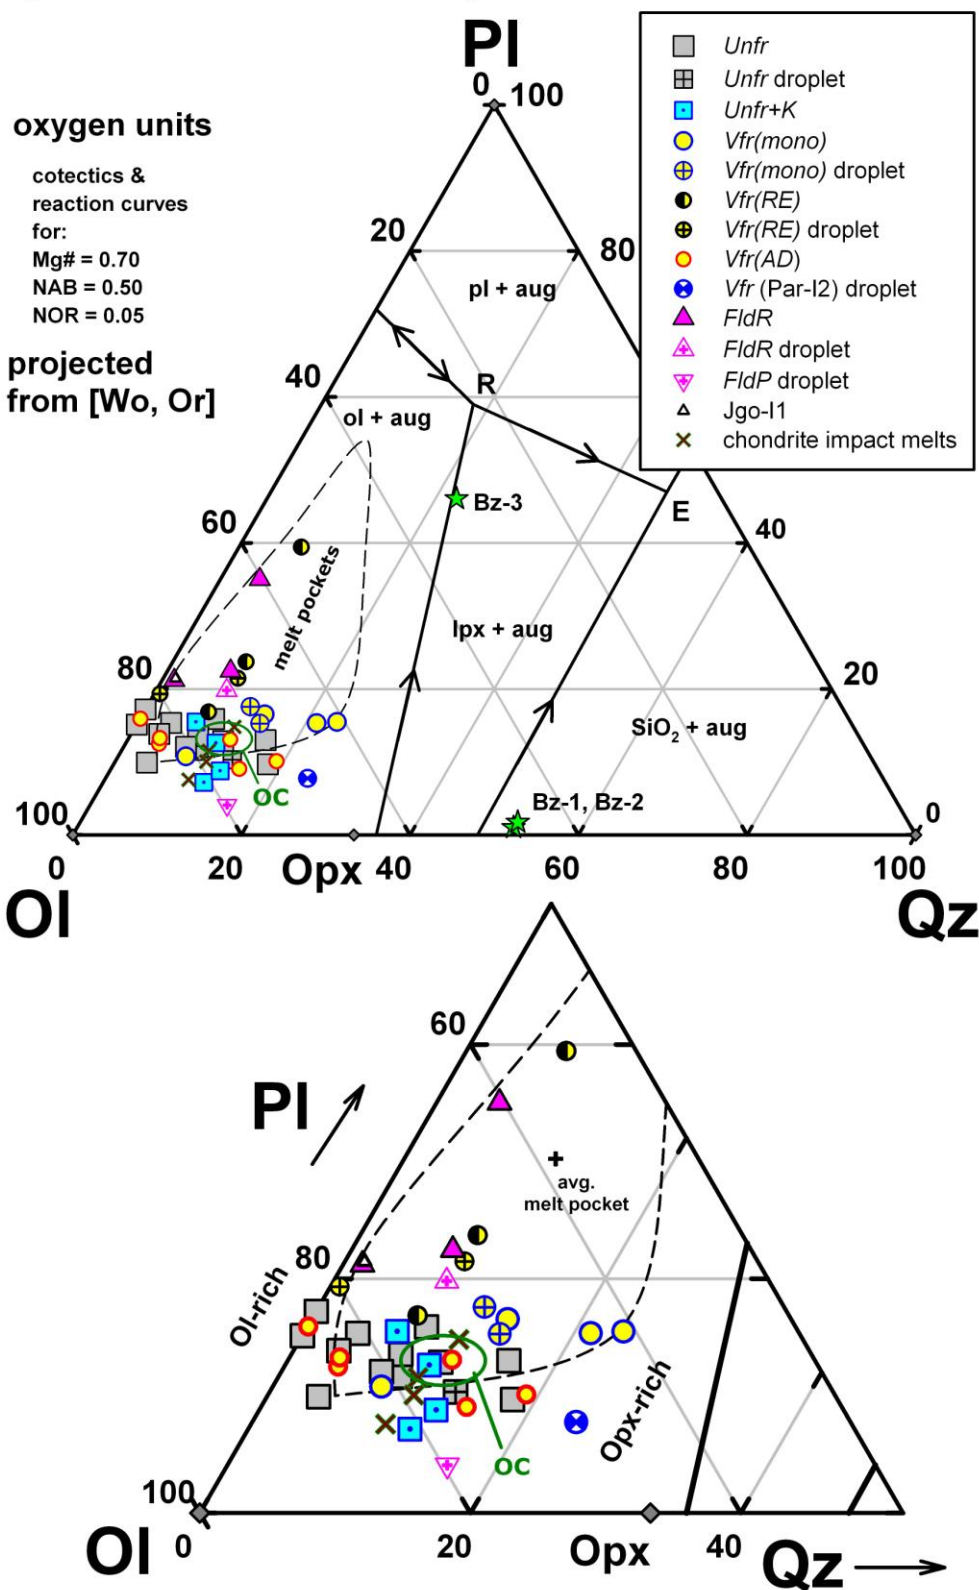 Pl
0 100
oxygen units
cotectics &
reaction curves
for:
Mg# = 0.70
NAB = 0.50
NOR = 0.05
projected
from [Wo, Or]
Unfr
Unfr droplet
Unfr+K
Vfr(mono)
Vfr(mono) droplet
Vfr(RE)
Vfr(RE) droplet
Vfr(AD)
Vfr (Par-I2) droplet
FldR
FldR droplet
FldP droplet
Jgo-I1
chondrite impact melts
20
80
pl + aug
40
R
ol + aug
Bz-3
E
60
40
melt pockets
lpx + aug
80
20
SiO2 + aug
OC
Bz-1, Bz-2
100
0
0
20
Opx
40
60
80
100
Ol
Qz
60
Pl
+
avg.
melt pocket
80
Ol-rich
Opx-rich
OC
100
Ol
0
20
Opx
40
Qz